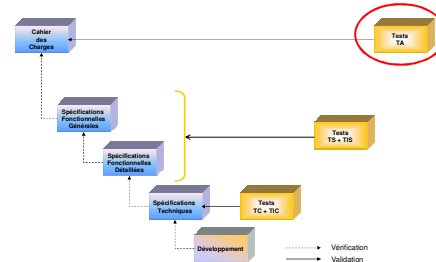 Cahier
des
Charges
Tests
TA
Spécifications
Fonctionnelles
Générales
Tests
TS + TIS
Spécifications
Fonctionnelles
Détaillées
Spécifications
Techniques
Tests
TC + TIC
Développement
Vérification
Validation